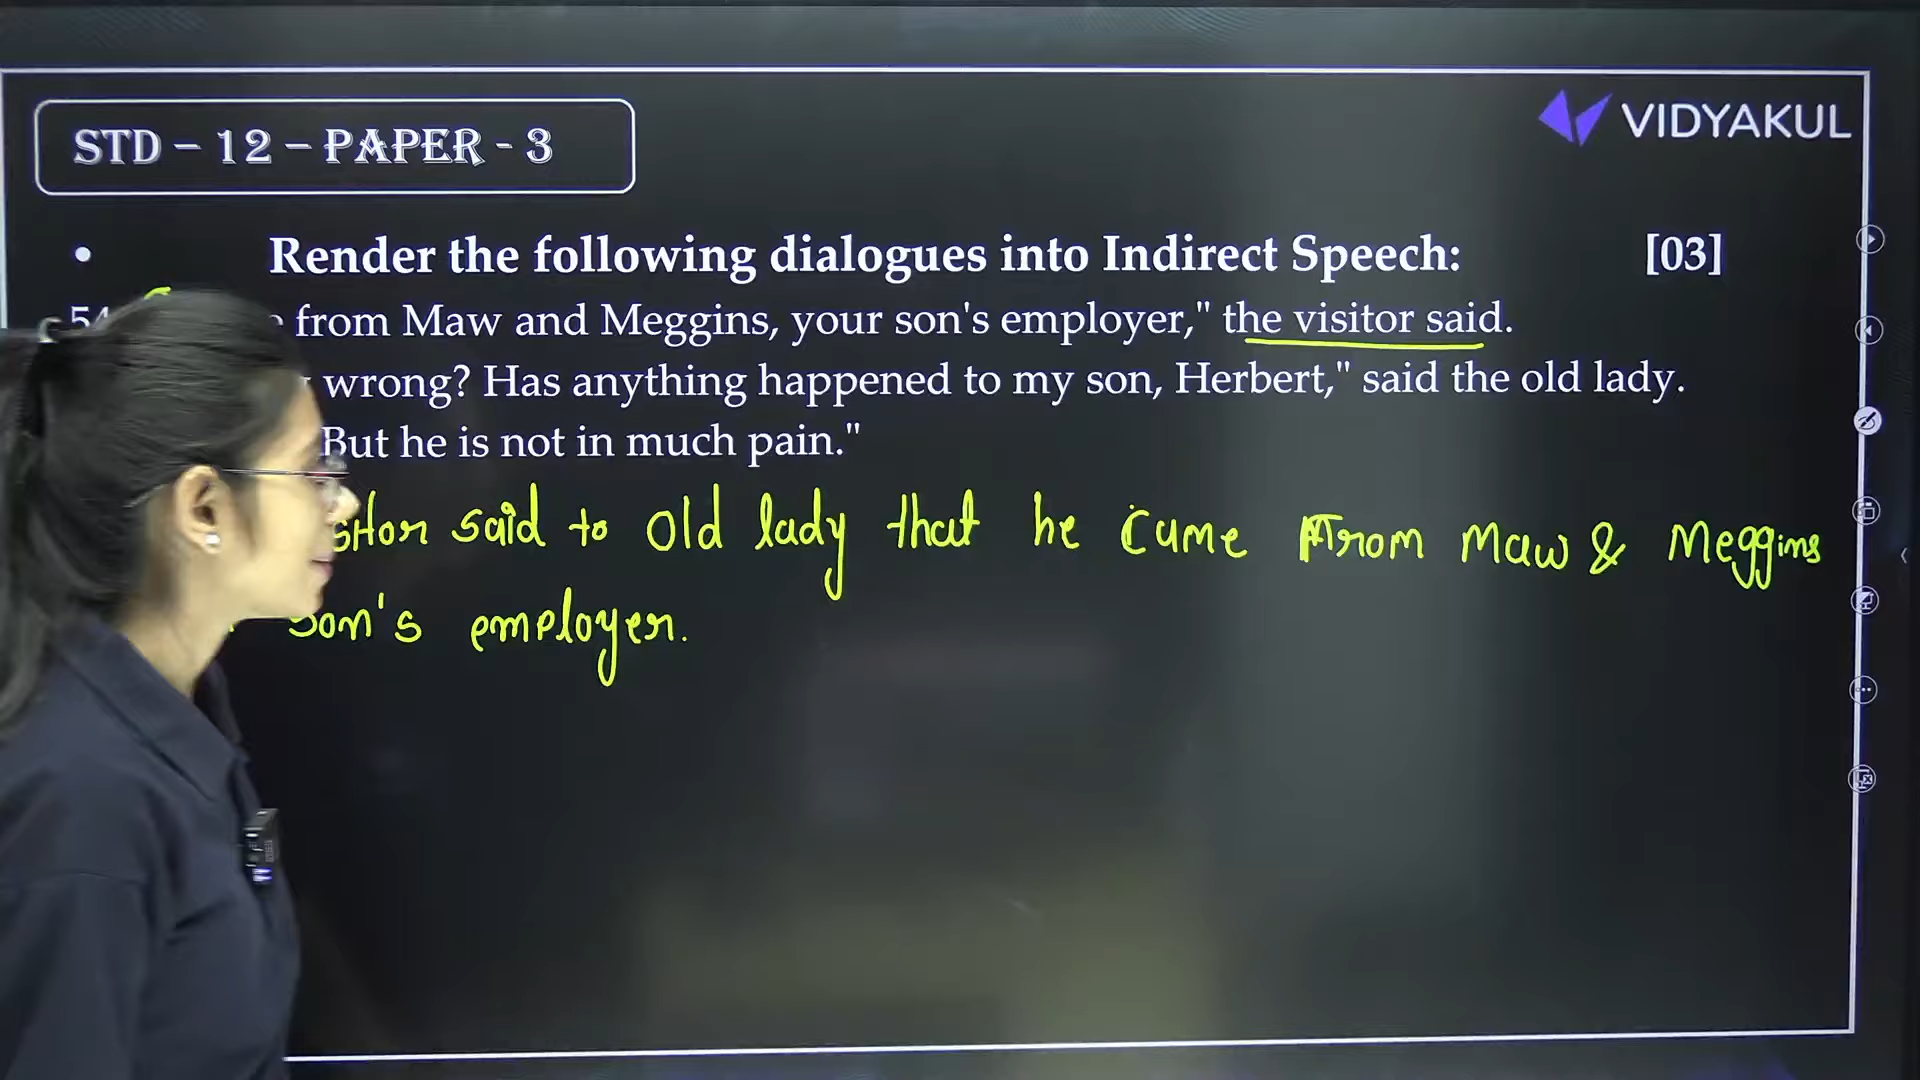 STD – 12 – PAPER - 3
VIDYAKUL
• Render the following dialogues into Indirect Speech: [03]
54 from Maw and Meggins, your son's employer," the visitor said.
wrong? Has anything happened to my son, Herbert," said the old lady.
But he is not in much pain."
said to old lady that he came from Maw & Meggins
son's employer.